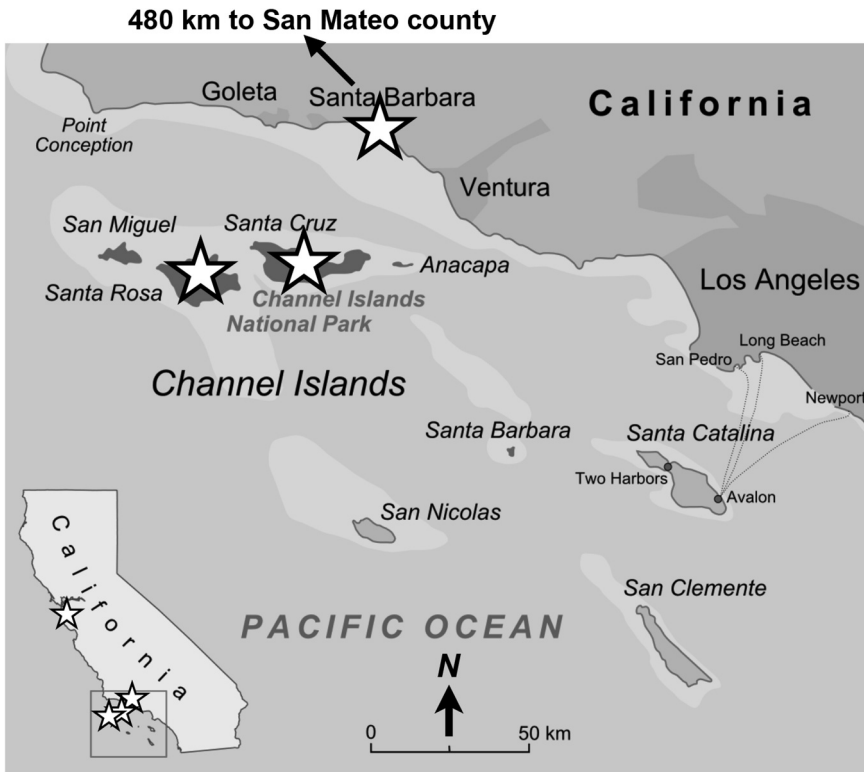 480 km to San Mateo county
Goleta
Santa Barbara
California
Point
Conception
Ventura
San Miguel
Santa Cruz
Anacapa
Los Angeles
Santa Rosa
Channel Islands
National Park
Long Beach
San Pedro
Channel Islands
Newport
Santa Barbara
Santa Catalina
Two Harbors
Avalon
San Nicolas
California
San Clemente
PACIFIC OCEAN
N
0
50 km